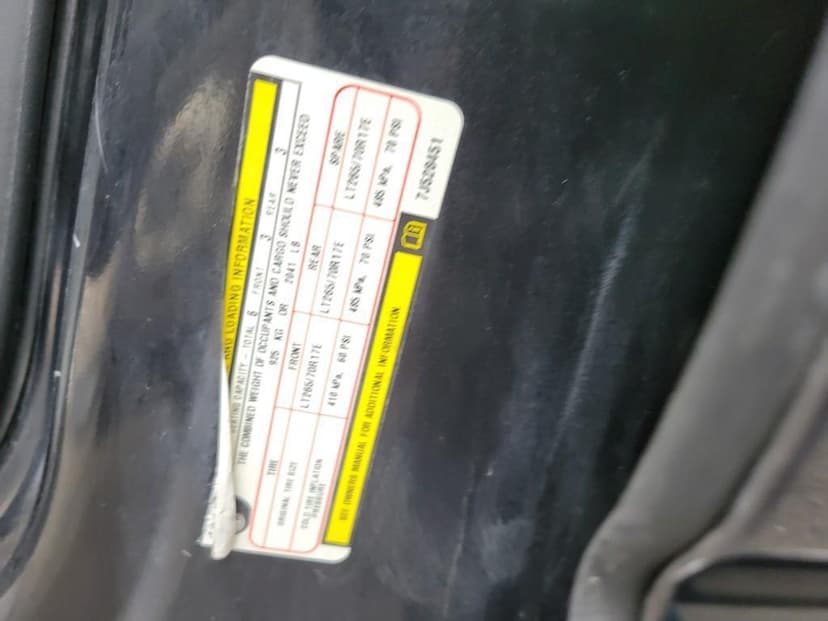 AND LOADING INFORMATION
SEATING CAPACITY - TOTAL 6 FRONT 3 REAR 3
THE COMBINED WEIGHT OF OCCUPANTS AND CARGO SHOULD NEVER EXCEED
925 KG OR 2041 LB
TIRE FRONT REAR SPARE
ORIGINAL TIRE SIZE LT265/70R17E LT265/70R17E LT265/70R17E
COLD TIRE INFLATION PRESSURE 410 kPa, 60 PSI 485 kPa, 70 PSI 485 kPa, 70 PSI
SEE OWNERS MANUAL FOR ADDITIONAL INFORMATION
7J528451